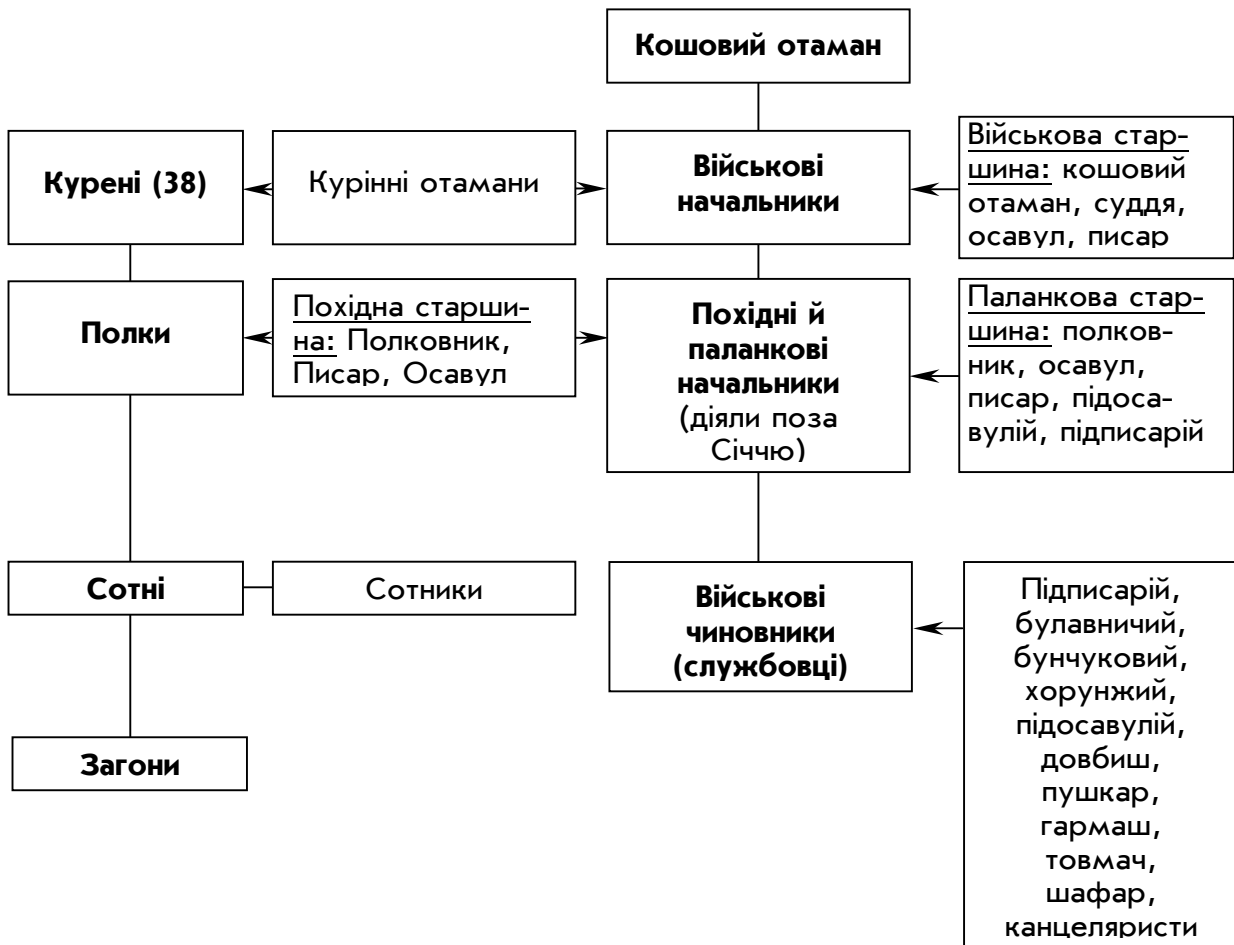 Кошовий отаман
Курені (38)
Курінні отамани
Військові
начальники
Військова стар-
шина: кошовий
отаман, суддя,
осавул, писар
Полки
Похідна старши-
на: Полковник,
Писар, Осавул
Похідні й
паланкові
начальники
(діяли поза
Січчю)
Паланкова стар-
шина: полков-
ник, осавул,
писар, підоса-
вулій, підписарій
Сотні
Сотники
Військові
чиновники
(службовці)
Підписарій,
булавничий,
бунчуковий,
хорунжий,
підосавулій,
довбиш,
пушкар,
гармаш,
товмач,
шафар,
канцеляристи
Загони